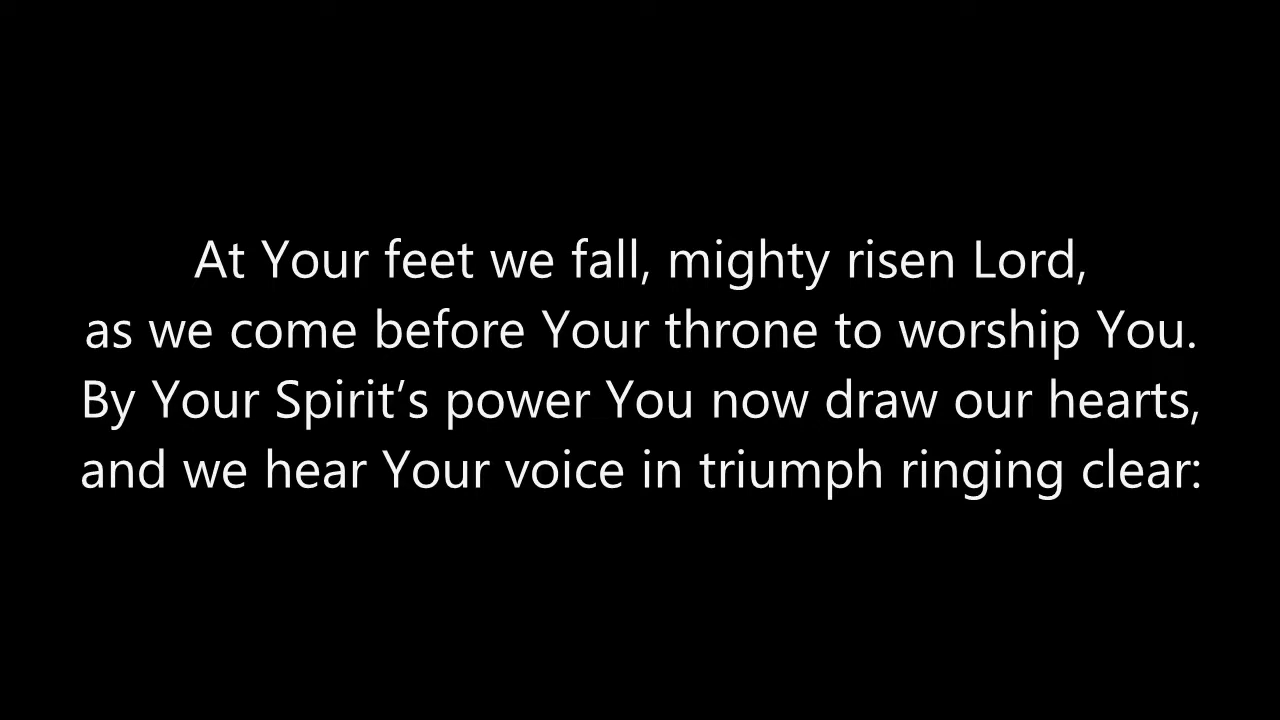 At Your feet we fall, mighty risen Lord,
as we come before Your throne to worship You.
By Your Spirit’s power You now draw our hearts,
and we hear Your voice in triumph ringing clear: